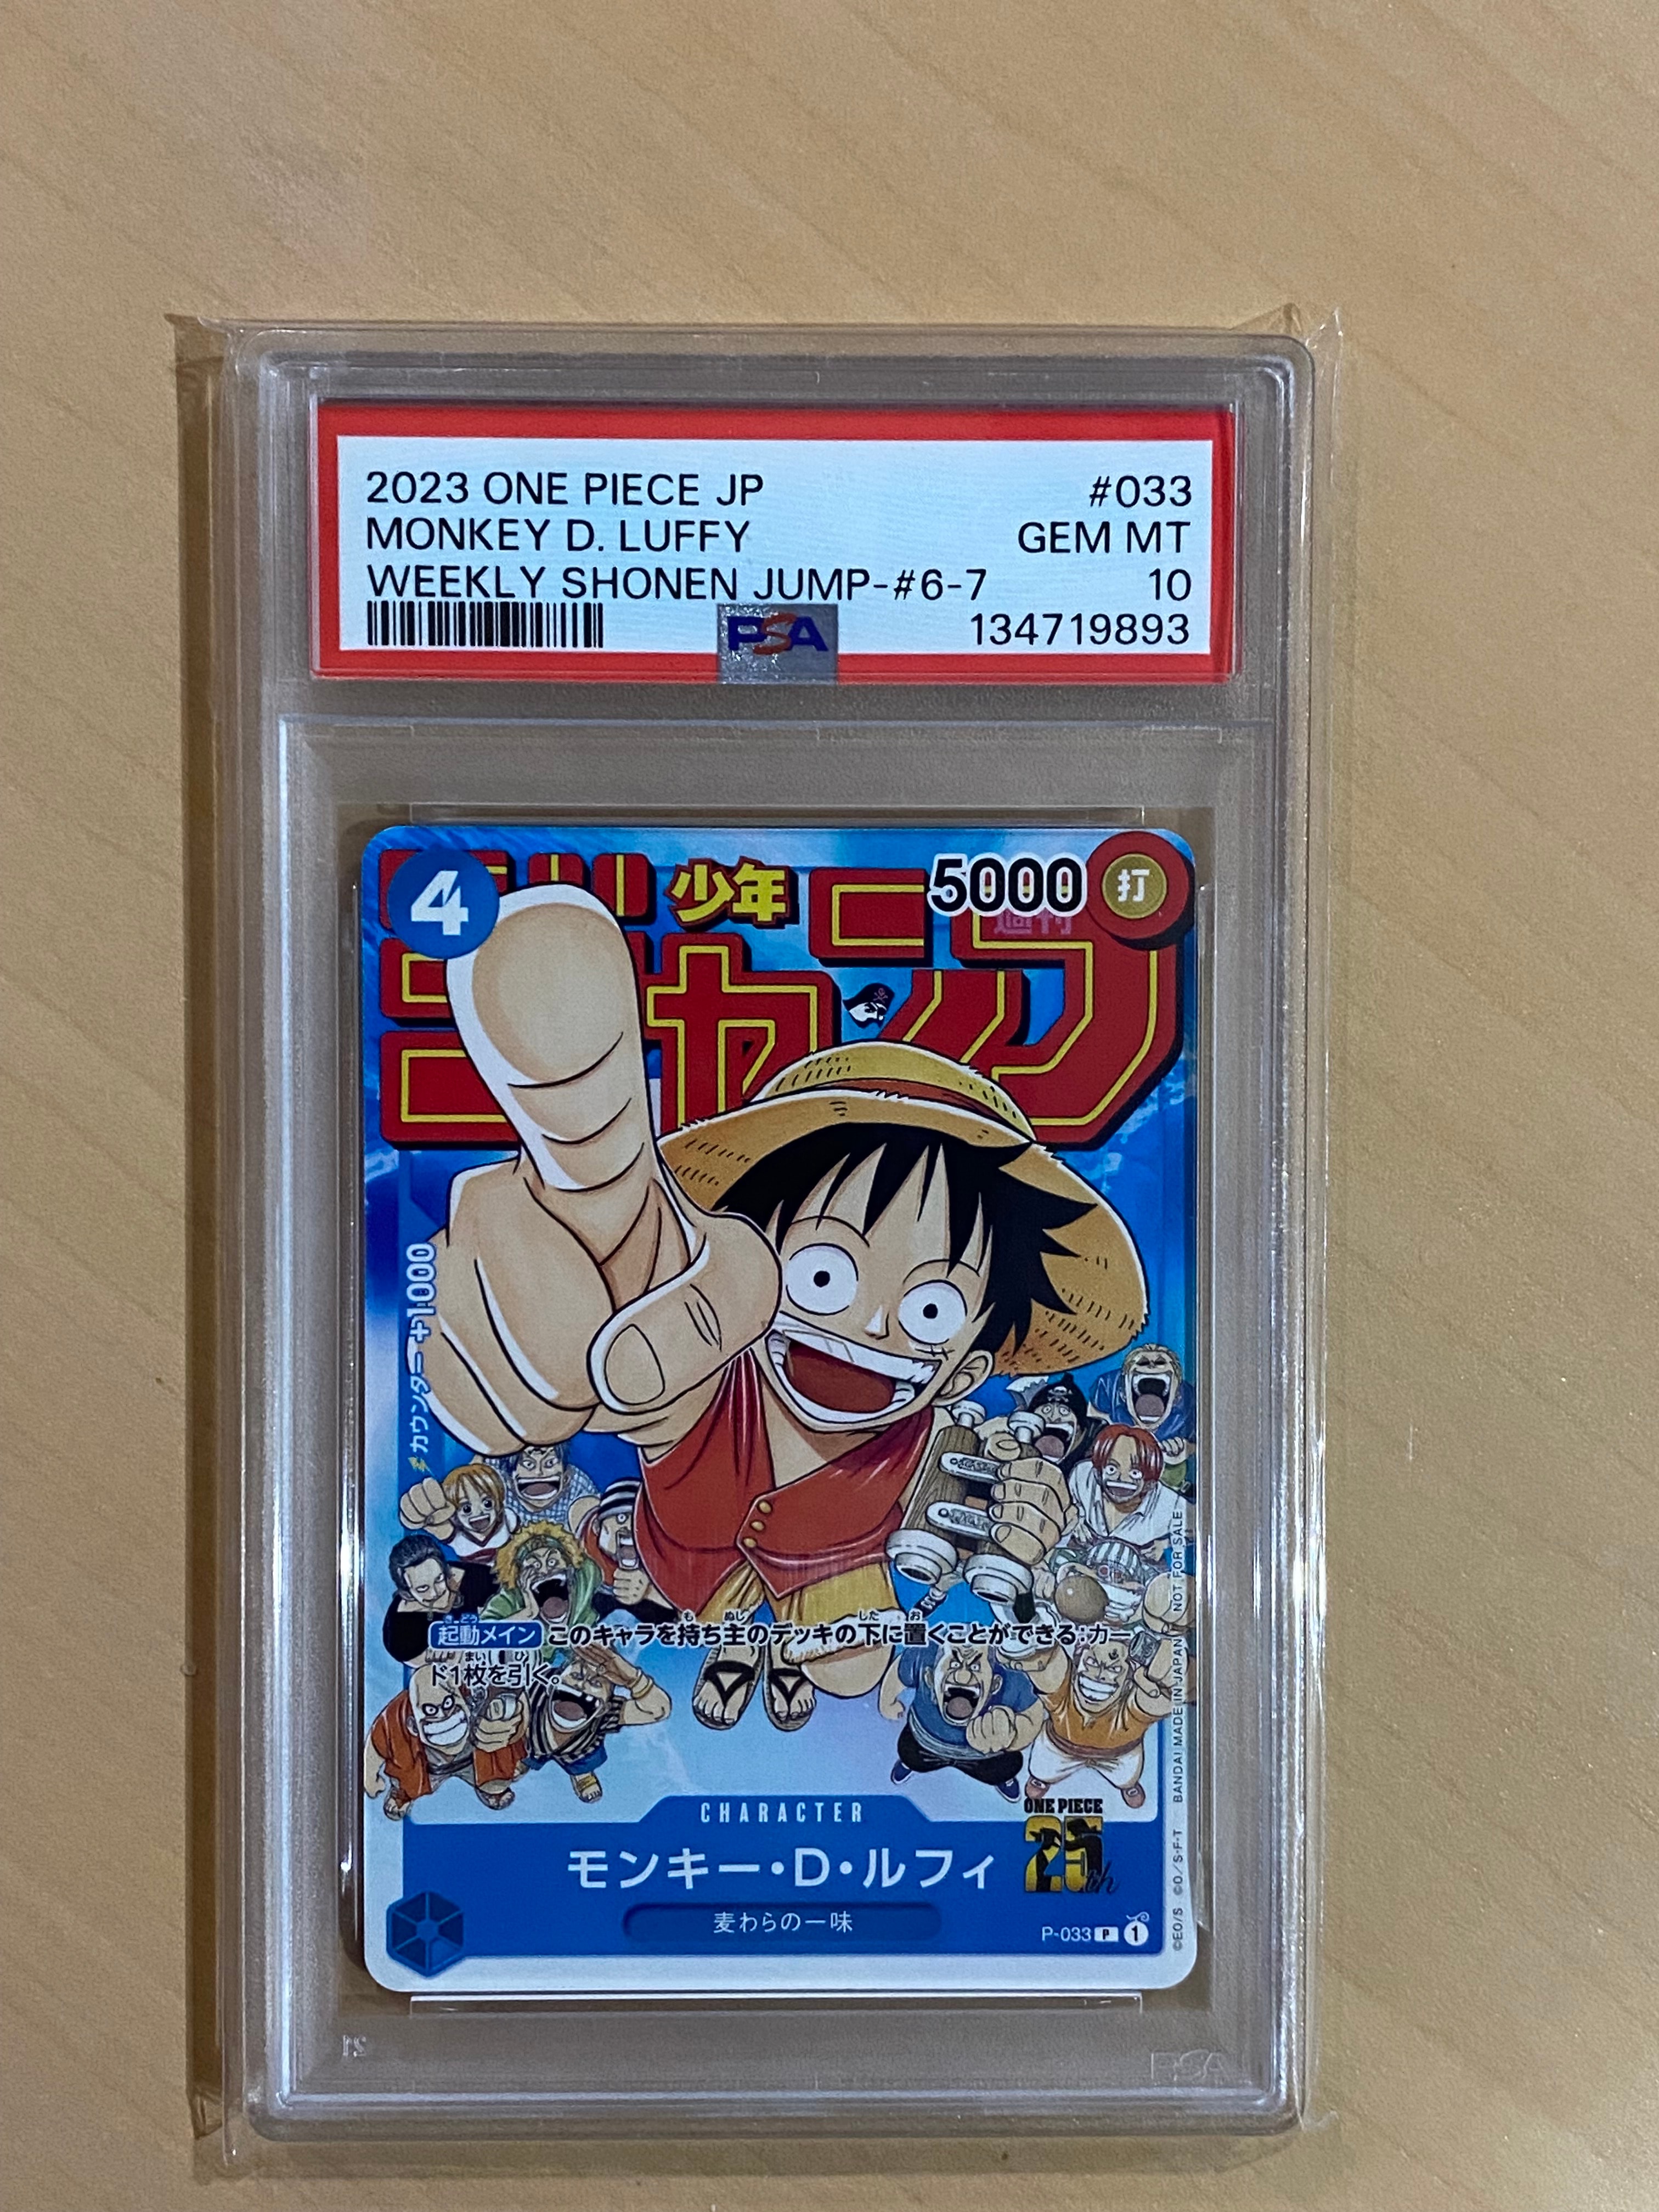 2023 ONE PIECE JP #033
MONKEY D. LUFFY GEM MT
WEEKLY SHONEN JUMP-#6-7 10
PSA 134719893
4 少年 5000 打
週刊
ジャンプ
カウンター+1000
起動メイン このキャラを持ち主のデッキの下に置くことができる:カー
ド1枚を引く。
CHARACTER
モンキー・D・ルフィ
ONE PIECE
25th
麦わらの一味
P-033 P 1
©EO/S ©O/S・F・T BANDAI MADE IN JAPAN NOT FOR SALE
PSA